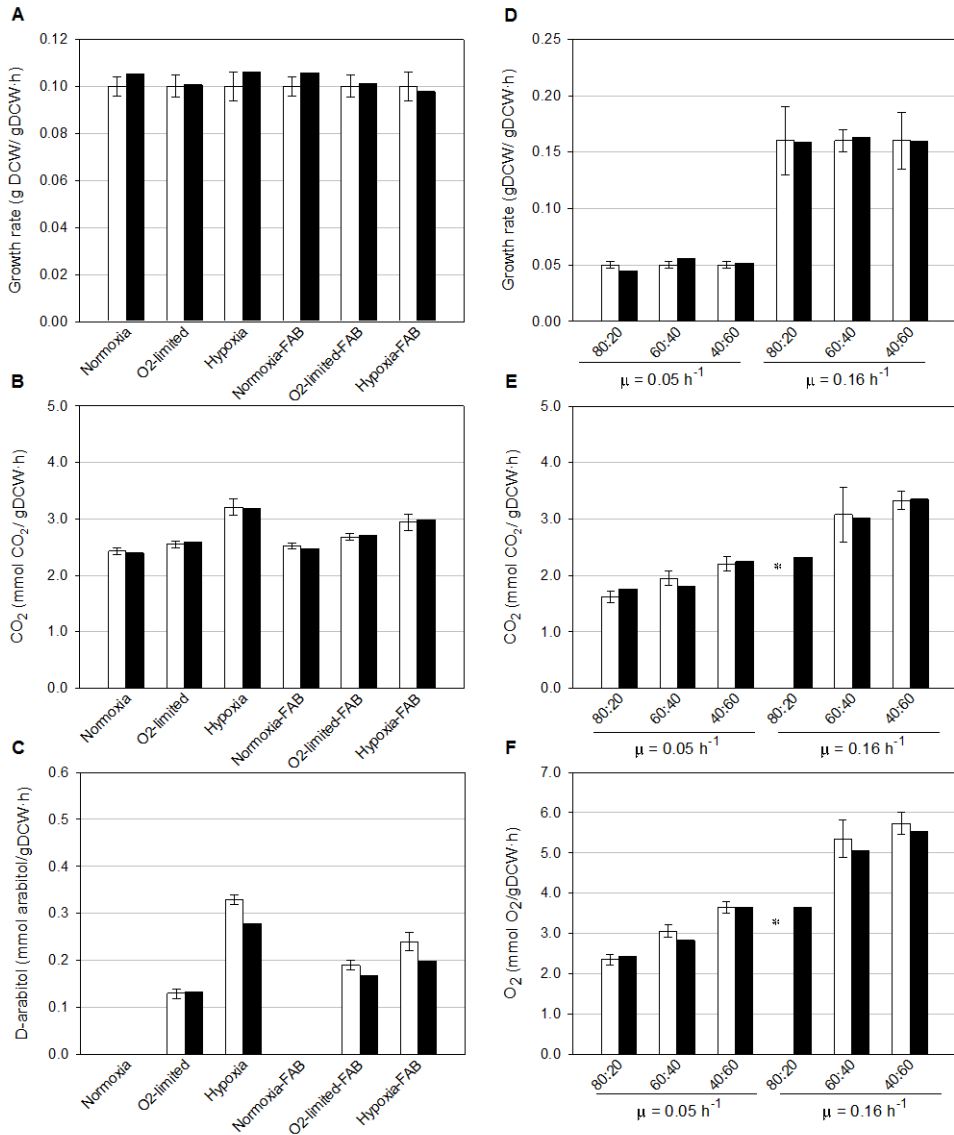 A
Growth rate (g DCW/ gDCW·h)
0.12
0.10
0.08
0.06
0.04
0.02
0.00
Normoxia
O2-limited
Hypoxia
Normoxia-FAB
O2-limited-FAB
Hypoxia-FAB
B
CO₂ (mmol CO₂/ gDCW·h)
5.0
4.0
3.0
2.0
1.0
0.0
Normoxia
O2-limited
Hypoxia
Normoxia-FAB
O2-limited-FAB
Hypoxia-FAB
C
D-arabitol (mmol arabitol/gDCW·h)
0.6
0.5
0.4
0.3
0.2
0.1
0.0
Normoxia
O2-limited
Hypoxia
Normoxia-FAB
O2-limited-FAB
Hypoxia-FAB
D
Growth rate (gDCW/ gDCW·h)
0.25
0.20
0.15
0.10
0.05
0.00
80:20
60:40
40:60
80:20
60:40
40:60
μ = 0.05 h⁻¹
μ = 0.16 h⁻¹
E
CO₂ (mmol CO₂/ gDCW·h)
5.0
4.0
3.0
2.0
1.0
0.0
*
80:20
60:40
40:60
80:20
60:40
40:60
μ = 0.05 h⁻¹
μ = 0.16 h⁻¹
F
O₂ (mmol O₂/gDCW·h)
7.0
6.0
5.0
4.0
3.0
2.0
1.0
0.0
*
80:20
60:40
40:60
80:20
60:40
40:60
μ = 0.05 h⁻¹
μ = 0.16 h⁻¹